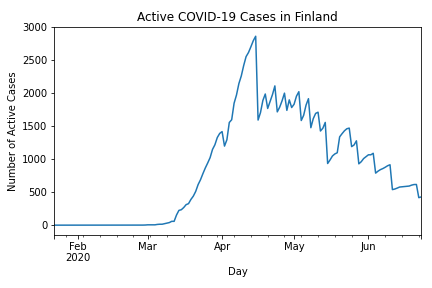 Active COVID-19 Cases in Finland
Number of Active Cases
3000
2500
2000
1500
1000
500
0
Feb Mar Apr May Jun
2020
Day